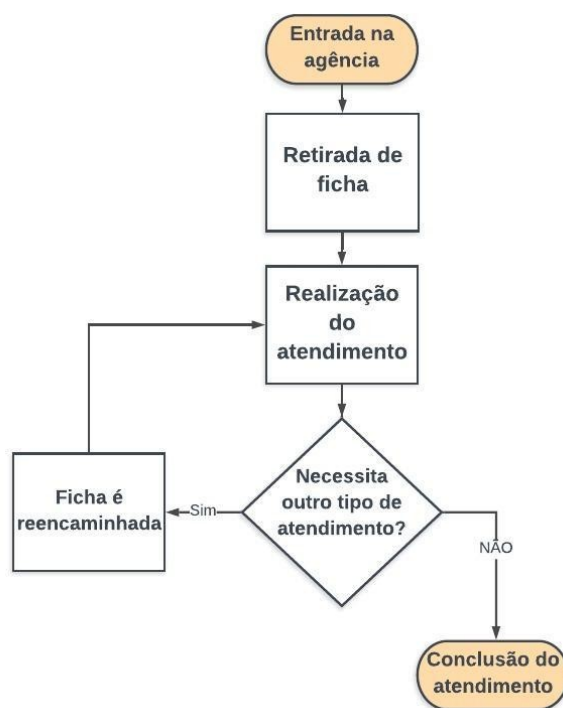 Entrada na
agência
Retirada de
ficha
Realização
do
atendimento
Necessita
outro tipo de
atendimento?
Sim
Ficha é
reencaminhada
NÃO
Conclusão do
atendimento